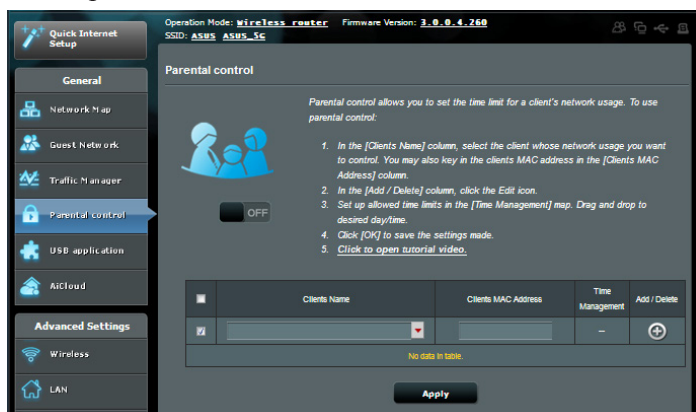 Operation Mode: Wireless router Firmware Version: 3.0.0.4.260
SSID: ASUS ASUS_5G
Quick Internet
Setup
General
Network Map
Guest Network
Traffic Manager
Parental control
USB application
AiCloud
Advanced Settings
Wireless
LAN
Parental control
Parental control allows you to set the time limit for a client's network usage. To use
parental control:
1. In the [Clients Name] column, select the client whose network usage you want
to control. You may also key in the clients MAC address in the [Clients MAC
Address] column.
2. In the [Add / Delete] column, click the Edit icon.
3. Set up allowed time limits in the [Time Management] map. Drag and drop to
desired day/time.
4. Click [OK] to save the settings made.
5. Click to open tutorial video.
OFF
Clients Name Clients MAC Address Time
Management Add / Delete
–
No data in table.
Apply